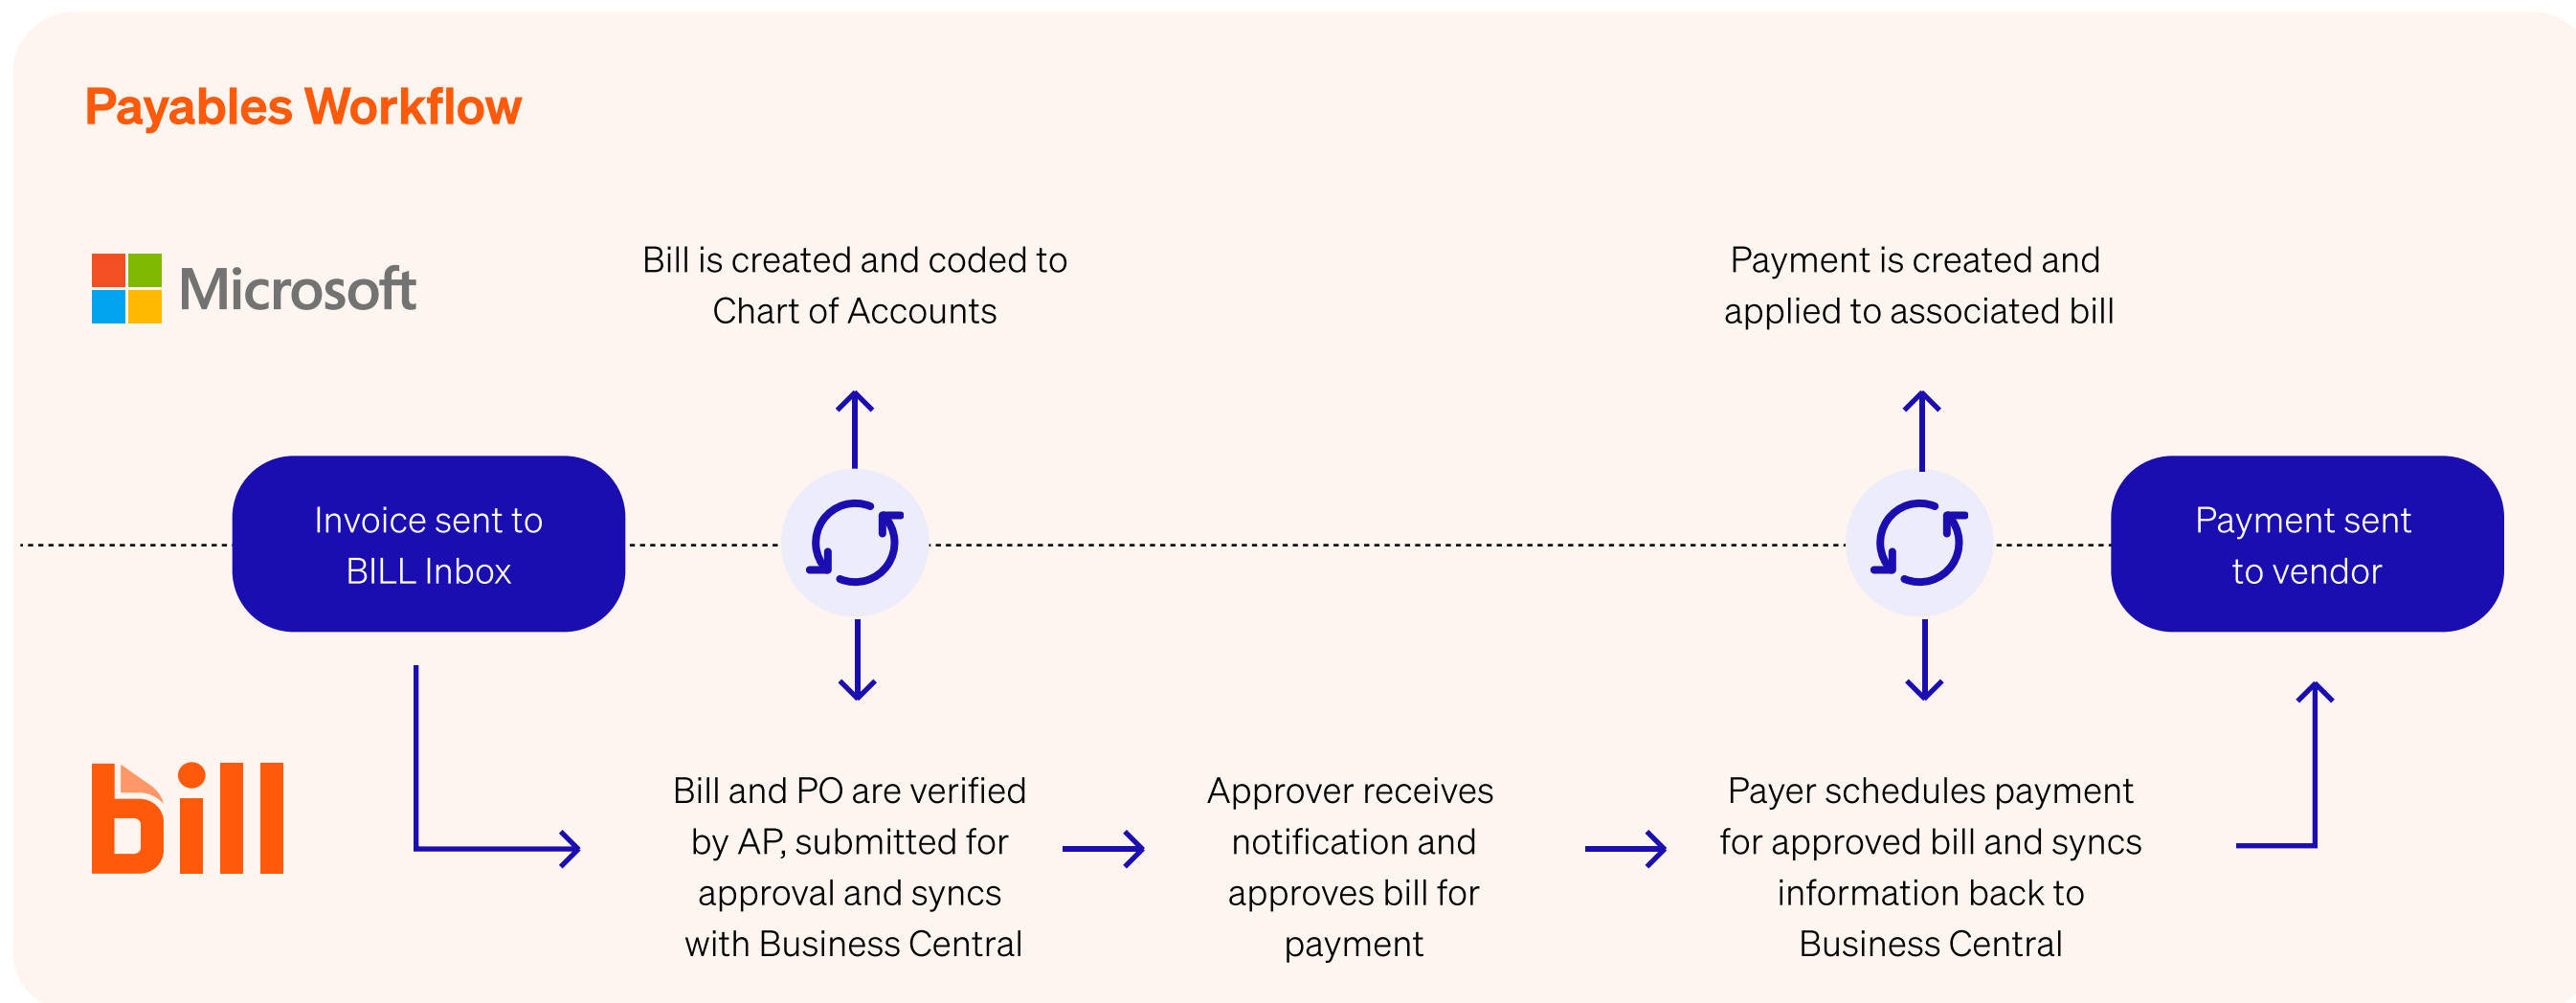 Payables Workflow
Microsoft
Bill is created and coded to
Chart of Accounts
Payment is created and
applied to associated bill
Invoice sent to
BILL Inbox
Payment sent
to vendor
bill
Bill and PO are verified
by AP, submitted for
approval and syncs
with Business Central
Approver receives
notification and
approves bill for
payment
Payer schedules payment
for approved bill and syncs
information back to
Business Central